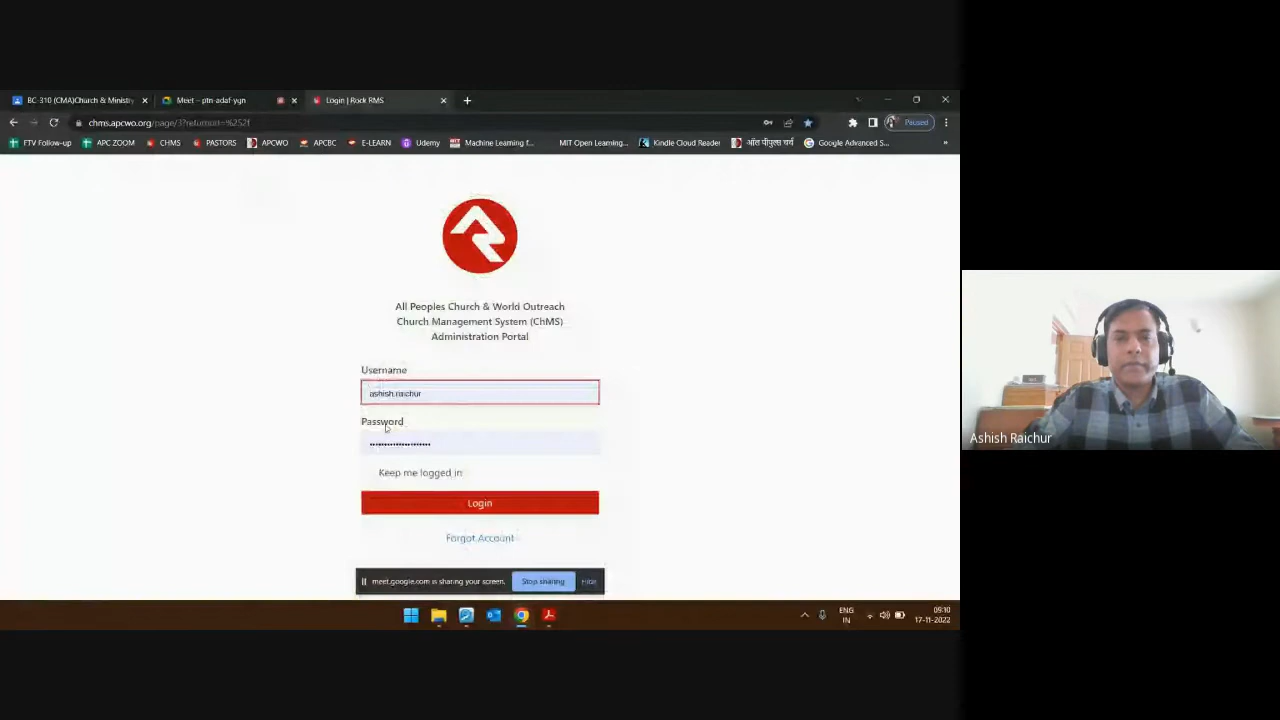 BC-310 (CMA)Church & Ministry
Meet – ptn-adaf-ygn
Login | Rock RMS
chms.apcwo.org/page/3?returnurl=%252f
Paused
FTV Follow-up
APC ZOOM
CHMS
PASTORS
APCWO
APCBC
E-LEARN
Udemy
Machine Learning f...
MIT Open Learning...
Kindle Cloud Reader
ऑल पीपुल्स चर्च
Google Advanced S...
All Peoples Church & World Outreach
Church Management System (ChMS)
Administration Portal
Username
ashish.raichur
Password
Keep me logged in
Login
Forgot Account
meet.google.com is sharing your screen.
Stop sharing
Hide
ENG
IN
09:10
17-11-2022
Ashish Raichur